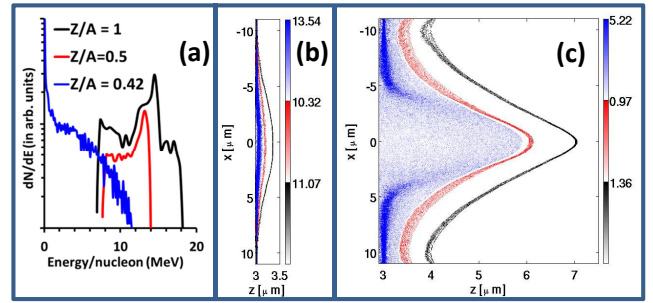 (a)
Z/A = 1
Z/A=0.5
Z/A = 0.42
dN/dE (in arb. units)
0
10
20
Energy/nucleon (MeV)
(b)
-10
-5
0
5
10
x [μ m]
3
3.5
z [μ m]
13.54
10.32
11.07
(c)
-10
-5
0
5
10
x [μ m]
3
4
5
6
7
z [μ m]
5.22
0.97
1.36